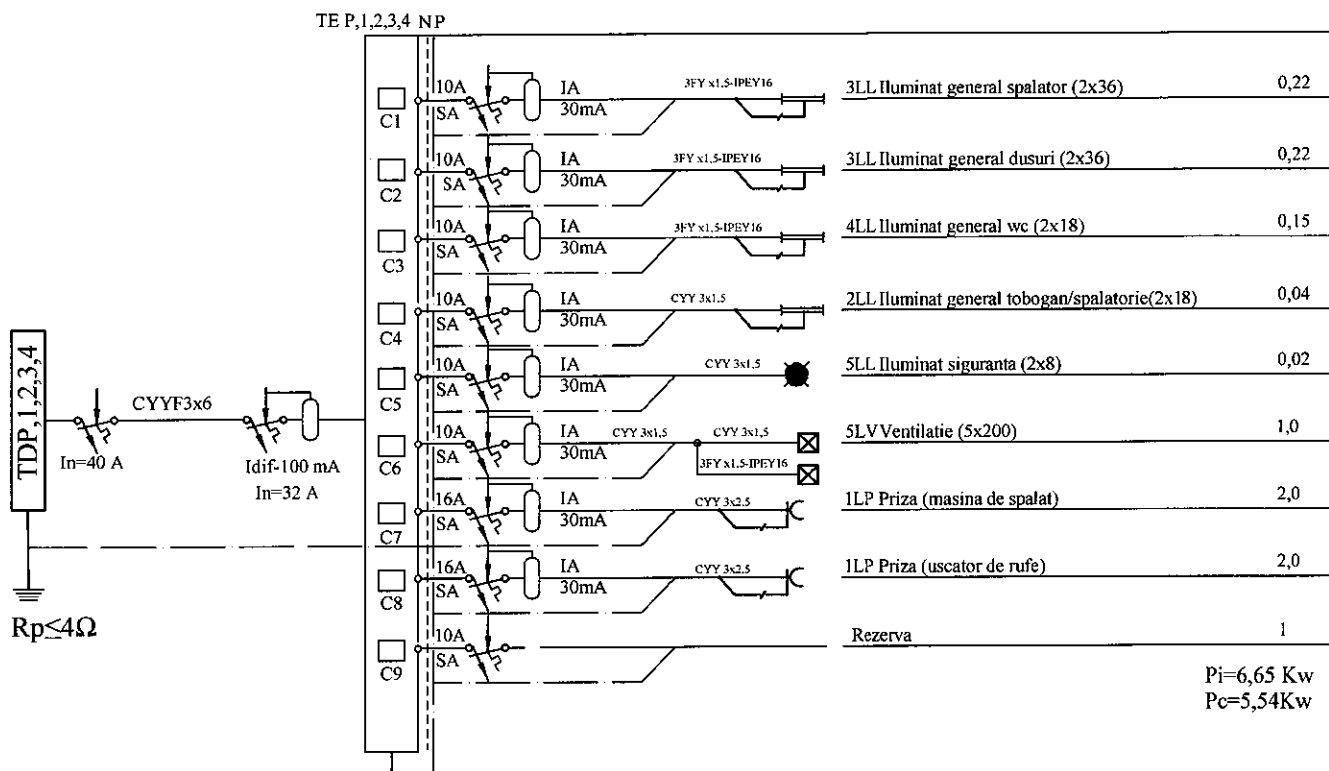 TE P,1,2,3,4 N P
C1
10A
SA
IA
30mA
3FY x1,5-IPEY16
3LL Iluminat general spalator (2x36)
0,22
C2
10A
SA
IA
30mA
3FY x1,5-IPEY16
3LL Iluminat general dusuri (2x36)
0,22
C3
10A
SA
IA
30mA
3FY x1,5-IPEY16
4LL Iluminat general wc (2x18)
0,15
C4
10A
SA
IA
30mA
CYY 3x1,5
2LL Iluminat general tobogan/spalatorie(2x18)
0,04
C5
10A
SA
IA
30mA
CYY 3x1,5
5LL Iluminat siguranta (2x8)
0,02
TDP,1,2,3,4
In=40 A
CYYF3x6
Idif-100 mA
In=32 A
C6
10A
SA
IA
30mA
CYY 3x1,5
CYY 3x1,5
3FY x1,5-IPEY16
5LV Ventilatie (5x200)
1,0
C7
16A
SA
IA
30mA
CYY 3x2,5
1LP Priza (masina de spalat)
2,0
C8
16A
SA
IA
30mA
CYY 3x2,5
1LP Priza (uscator de rufe)
2,0
Rp≤4Ω
C9
10A
SA
Rezerva
1
Pi=6,65 Kw
Pc=5,54Kw